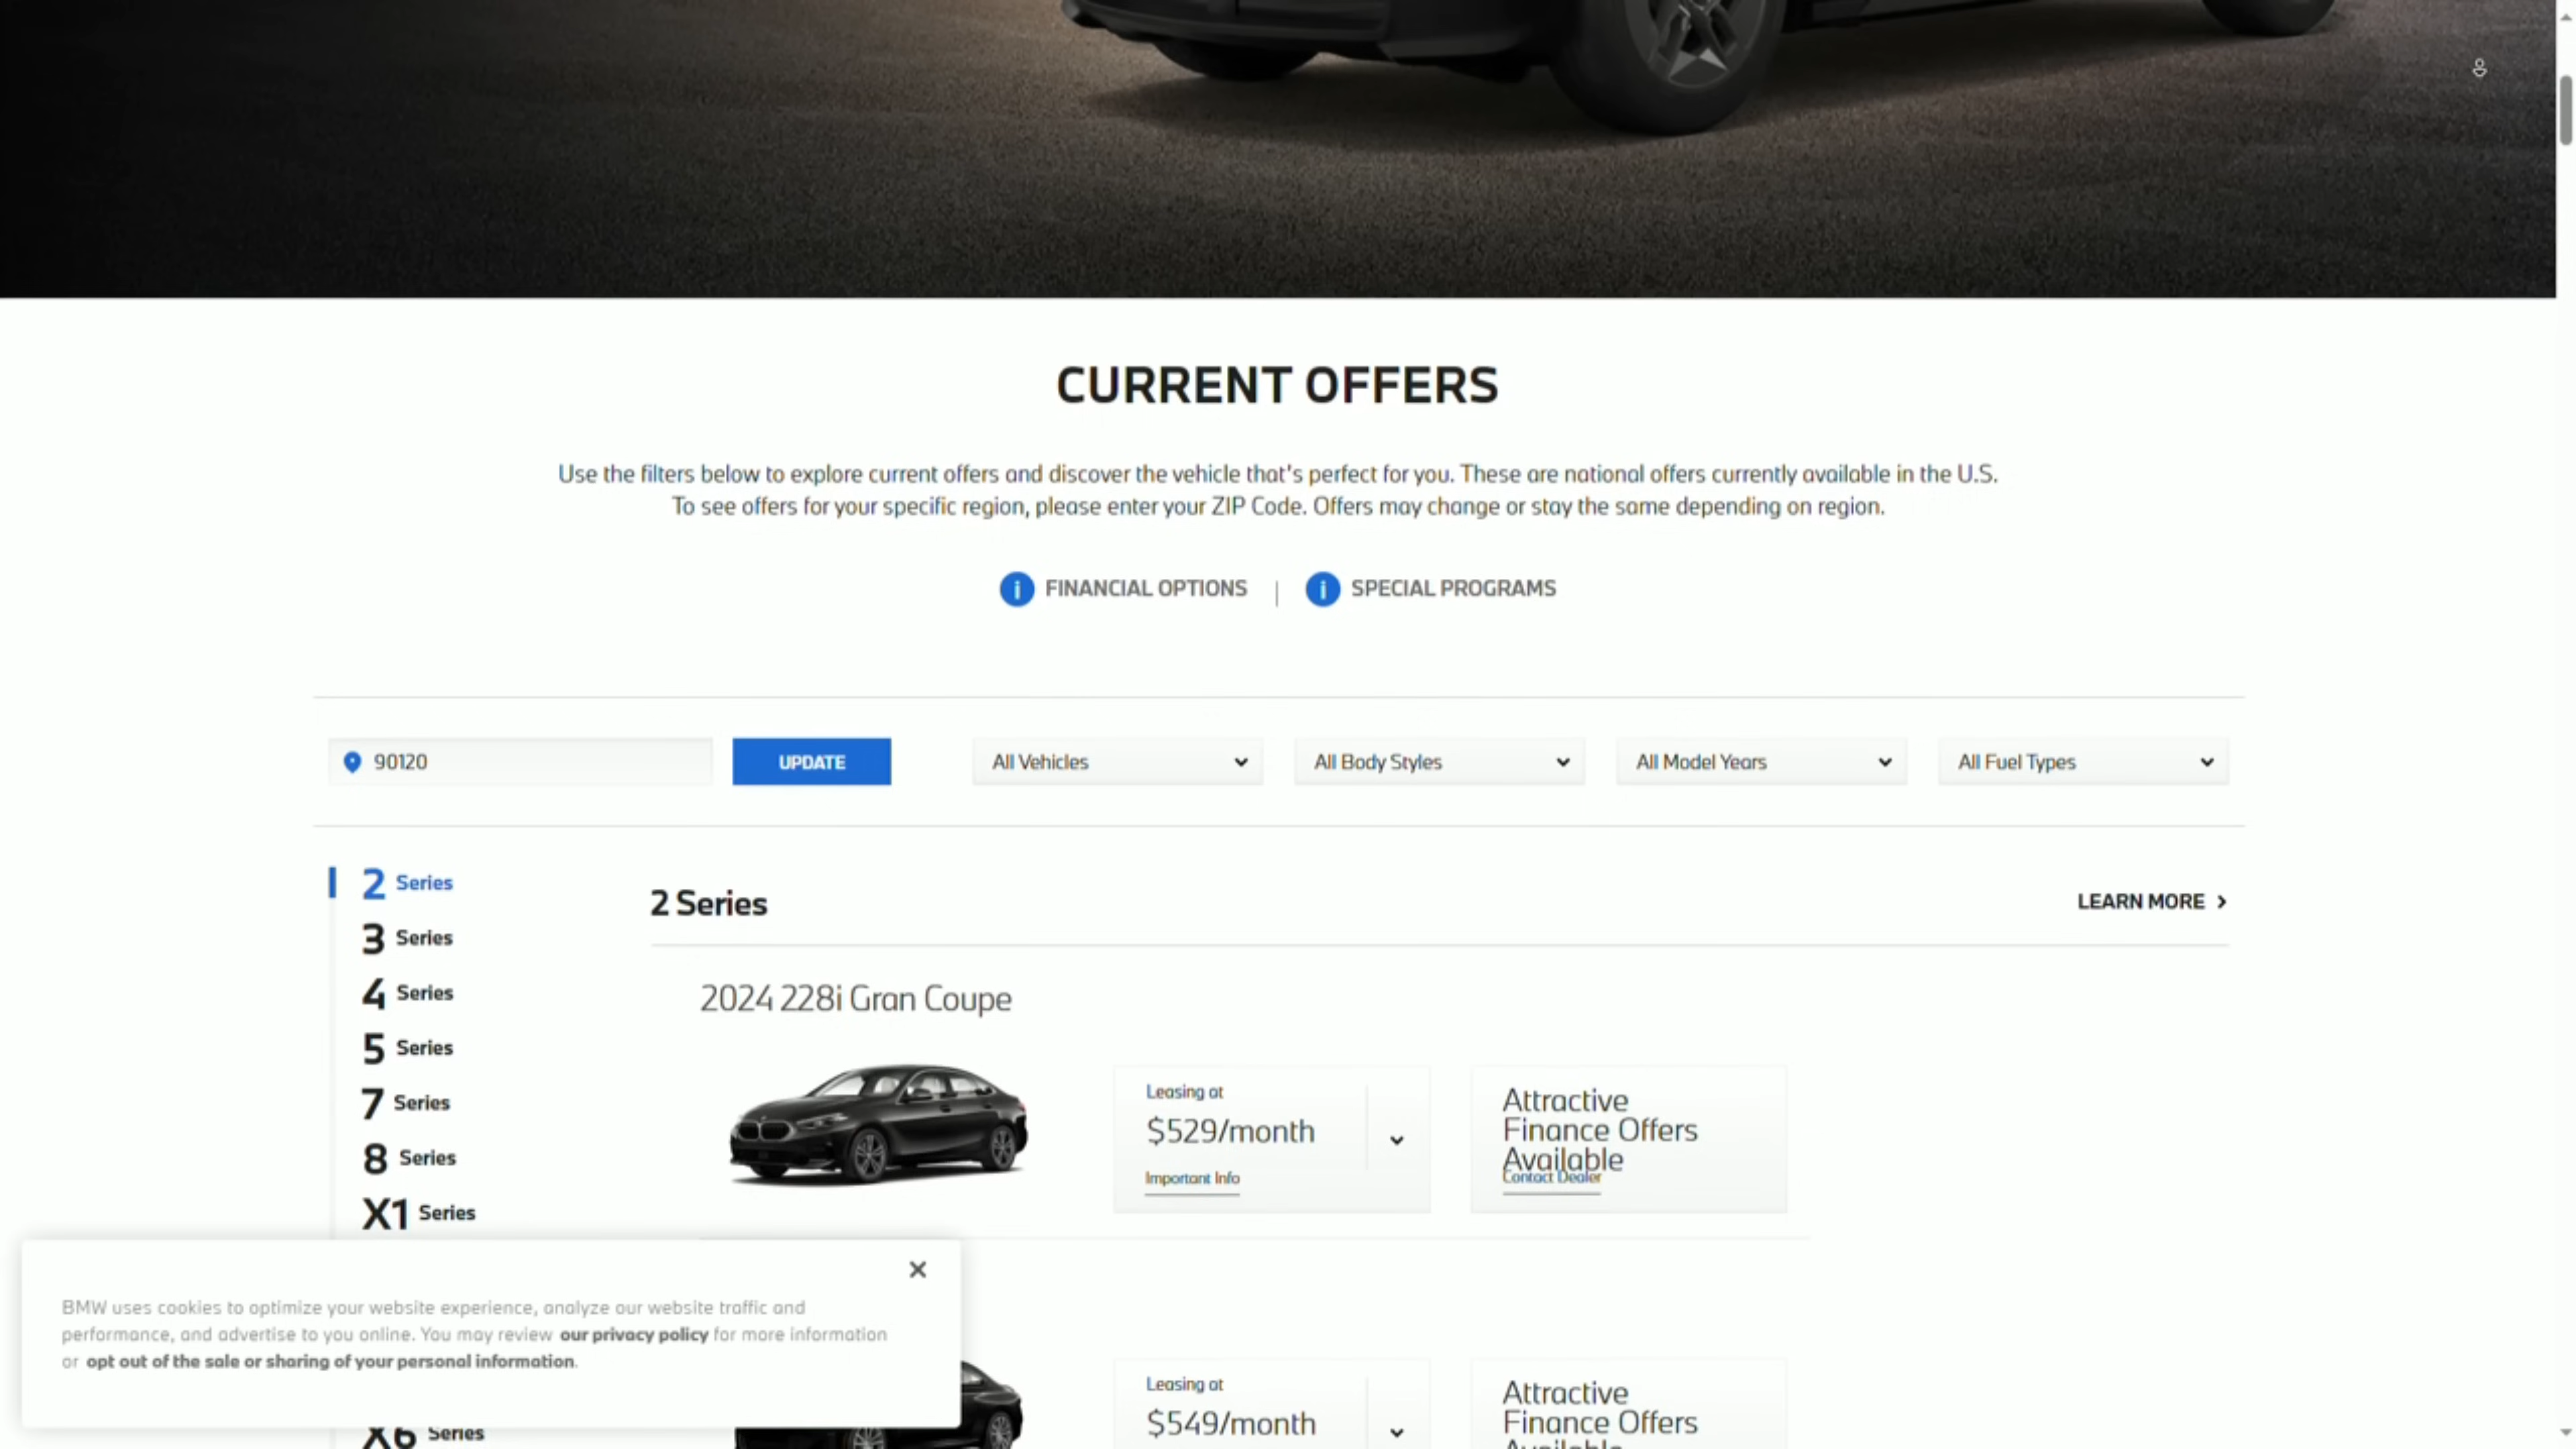 CURRENT OFFERS
Use the filters below to explore current offers and discover the vehicle that's perfect for you. These are national offers currently available in the U.S.
To see offers for your specific region, please enter your ZIP Code. Offers may change or stay the same depending on region.
i FINANCIAL OPTIONS | i SPECIAL PROGRAMS
90120 UPDATE All Vehicles All Body Styles All Model Years All Fuel Types
2 Series
3 Series
4 Series
5 Series
7 Series
8 Series
X1 Series
X6 Series
2 Series
LEARN MORE
2024 228i Gran Coupe
Leasing at
$529/month
Important Info
Attractive
Finance Offers
Available
Contact Dealer
Leasing at
$549/month
Attractive
Finance Offers
Available
BMW uses cookies to optimize your website experience, analyze our website traffic and
performance, and advertise to you online. You may review our privacy policy for more information
or opt out of the sale or sharing of your personal information.